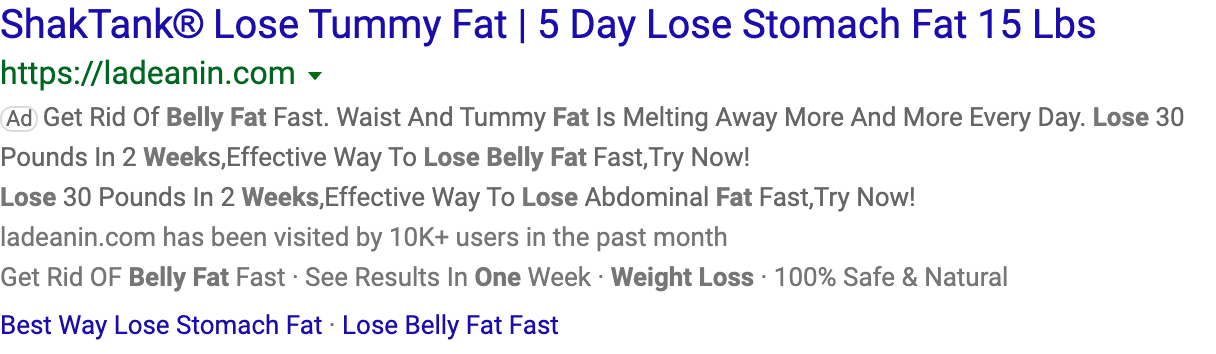 ShakTank® Lose Tummy Fat | 5 Day Lose Stomach Fat 15 Lbs
https://ladeanin.com
Ad Get Rid Of Belly Fat Fast. Waist And Tummy Fat Is Melting Away More And More Every Day. Lose 30
Pounds In 2 Weeks,Effective Way To Lose Belly Fat Fast,Try Now!
Lose 30 Pounds In 2 Weeks,Effective Way To Lose Abdominal Fat Fast,Try Now!
ladeanin.com has been visited by 10K+ users in the past month
Get Rid OF Belly Fat Fast · See Results In One Week · Weight Loss · 100% Safe & Natural
Best Way Lose Stomach Fat · Lose Belly Fat Fast